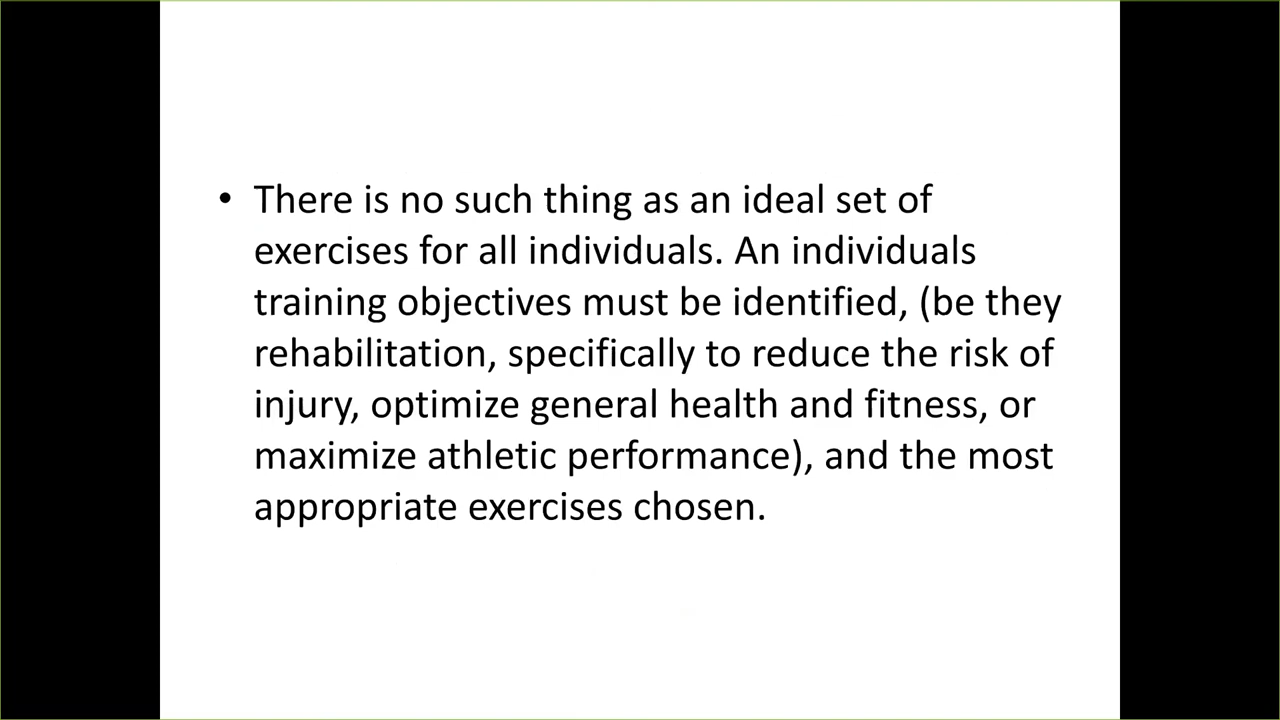 • There is no such thing as an ideal set of
exercises for all individuals. An individuals
training objectives must be identified, (be they
rehabilitation, specifically to reduce the risk of
injury, optimize general health and fitness, or
maximize athletic performance), and the most
appropriate exercises chosen.